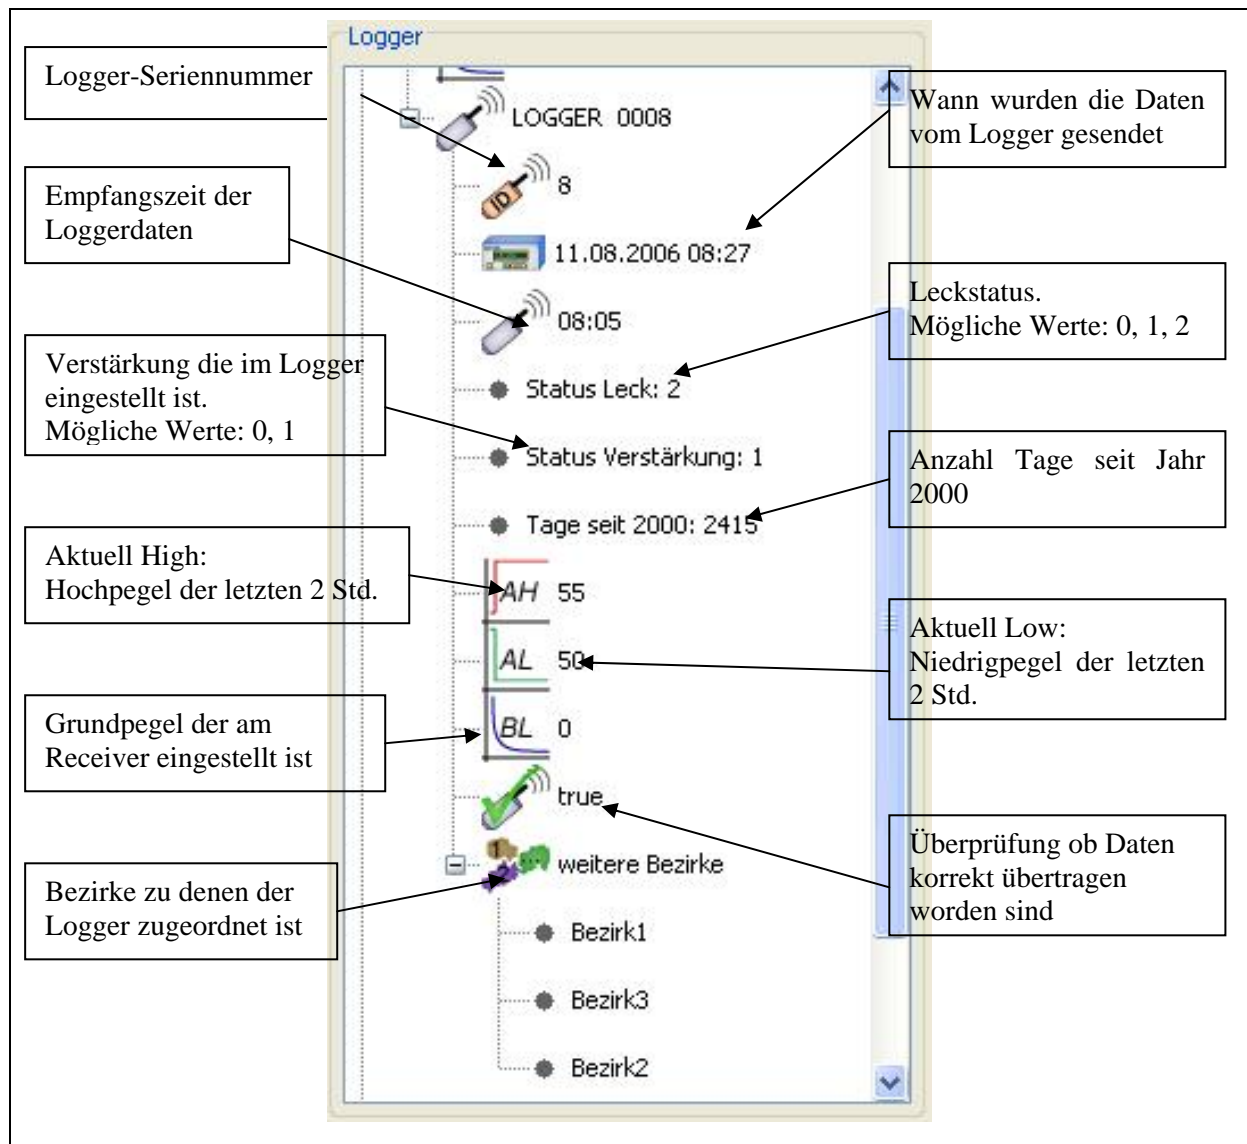 Logger
Logger-Seriennummer
Empfangszeit der
Loggerdaten
Verstärkung die im Logger
eingestellt ist.
Mögliche Werte: 0, 1
Aktuell High:
Hochpegel der letzten 2 Std.
Grundpegel der am
Receiver eingestellt ist
Bezirke zu denen der
Logger zugeordnet ist
LOGGER 0008
ID 8
11.08.2006 08:27
08:05
Status Leck: 2
Status Verstärkung: 1
Tage seit 2000: 2415
AH 55
AL 50
BL 0
true
1 2 weitere Bezirke
Bezirk1
Bezirk3
Bezirk2
Wann wurden die Daten
vom Logger gesendet
Leckstatus.
Mögliche Werte: 0, 1, 2
Anzahl Tage seit Jahr
2000
Aktuell Low:
Niedrigpegel der letzten
2 Std.
Überprüfung ob Daten
korrekt übertragen
worden sind